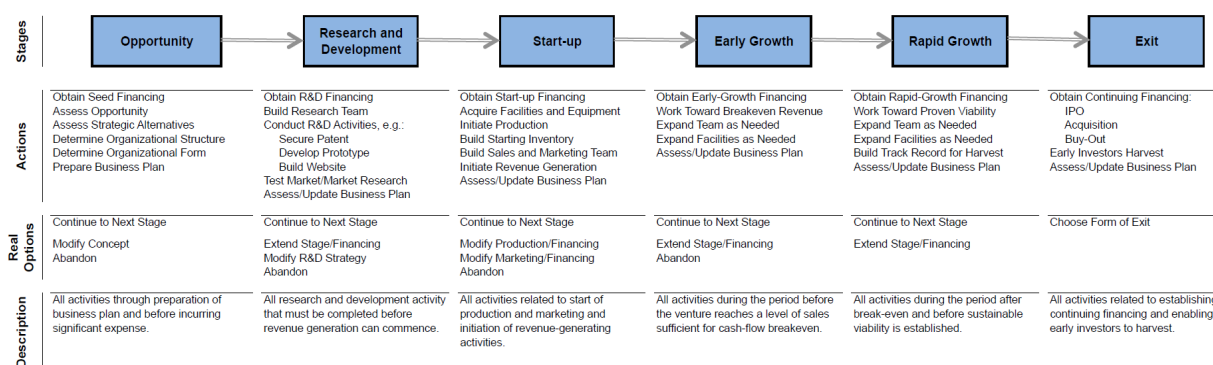 Stages
Opportunity
Research and
Development
Start-up
Early Growth
Rapid Growth
Exit
Actions
Obtain Seed Financing
Assess Opportunity
Assess Strategic Alternatives
Determine Organizational Structure
Determine Organizational Form
Prepare Business Plan
Obtain R&D Financing
Build Research Team
Conduct R&D Activities, e.g.:
Secure Patent
Develop Prototype
Build Website
Test Market/Market Research
Assess/Update Business Plan
Obtain Start-up Financing
Acquire Facilities and Equipment
Initiate Production
Build Starting Inventory
Build Sales and Marketing Team
Initiate Revenue Generation
Assess/Update Business Plan
Obtain Early-Growth Financing
Work Toward Breakeven Revenue
Expand Team as Needed
Expand Facilities as Needed
Assess/Update Business Plan
Obtain Rapid-Growth Financing
Work Toward Proven Viability
Expand Team as Needed
Expand Facilities as Needed
Build Track Record for Harvest
Assess/Update Business Plan
Obtain Continuing Financing:
IPO
Acquisition
Buy-Out
Early Investors Harvest
Assess/Update Business Plan
Real
Options
Continue to Next Stage
Modify Concept
Abandon
Continue to Next Stage
Extend Stage/Financing
Modify R&D Strategy
Abandon
Continue to Next Stage
Modify Production/Financing
Modify Marketing/Financing
Abandon
Continue to Next Stage
Extend Stage/Financing
Abandon
Continue to Next Stage
Extend Stage/Financing
Choose Form of Exit
Description
All activities through preparation of
business plan and before incurring
significant expense.
All research and development activity
that must be completed before
revenue generation can commence.
All activities related to start of
production and marketing and
initiation of revenue-generating
activities.
All activities during the period before
the venture reaches a level of sales
sufficient for cash-flow breakeven.
All activities during the period after
break-even and before sustainable
viability is established.
All activities related to establishing
continuing financing and enabling
early investors to harvest.